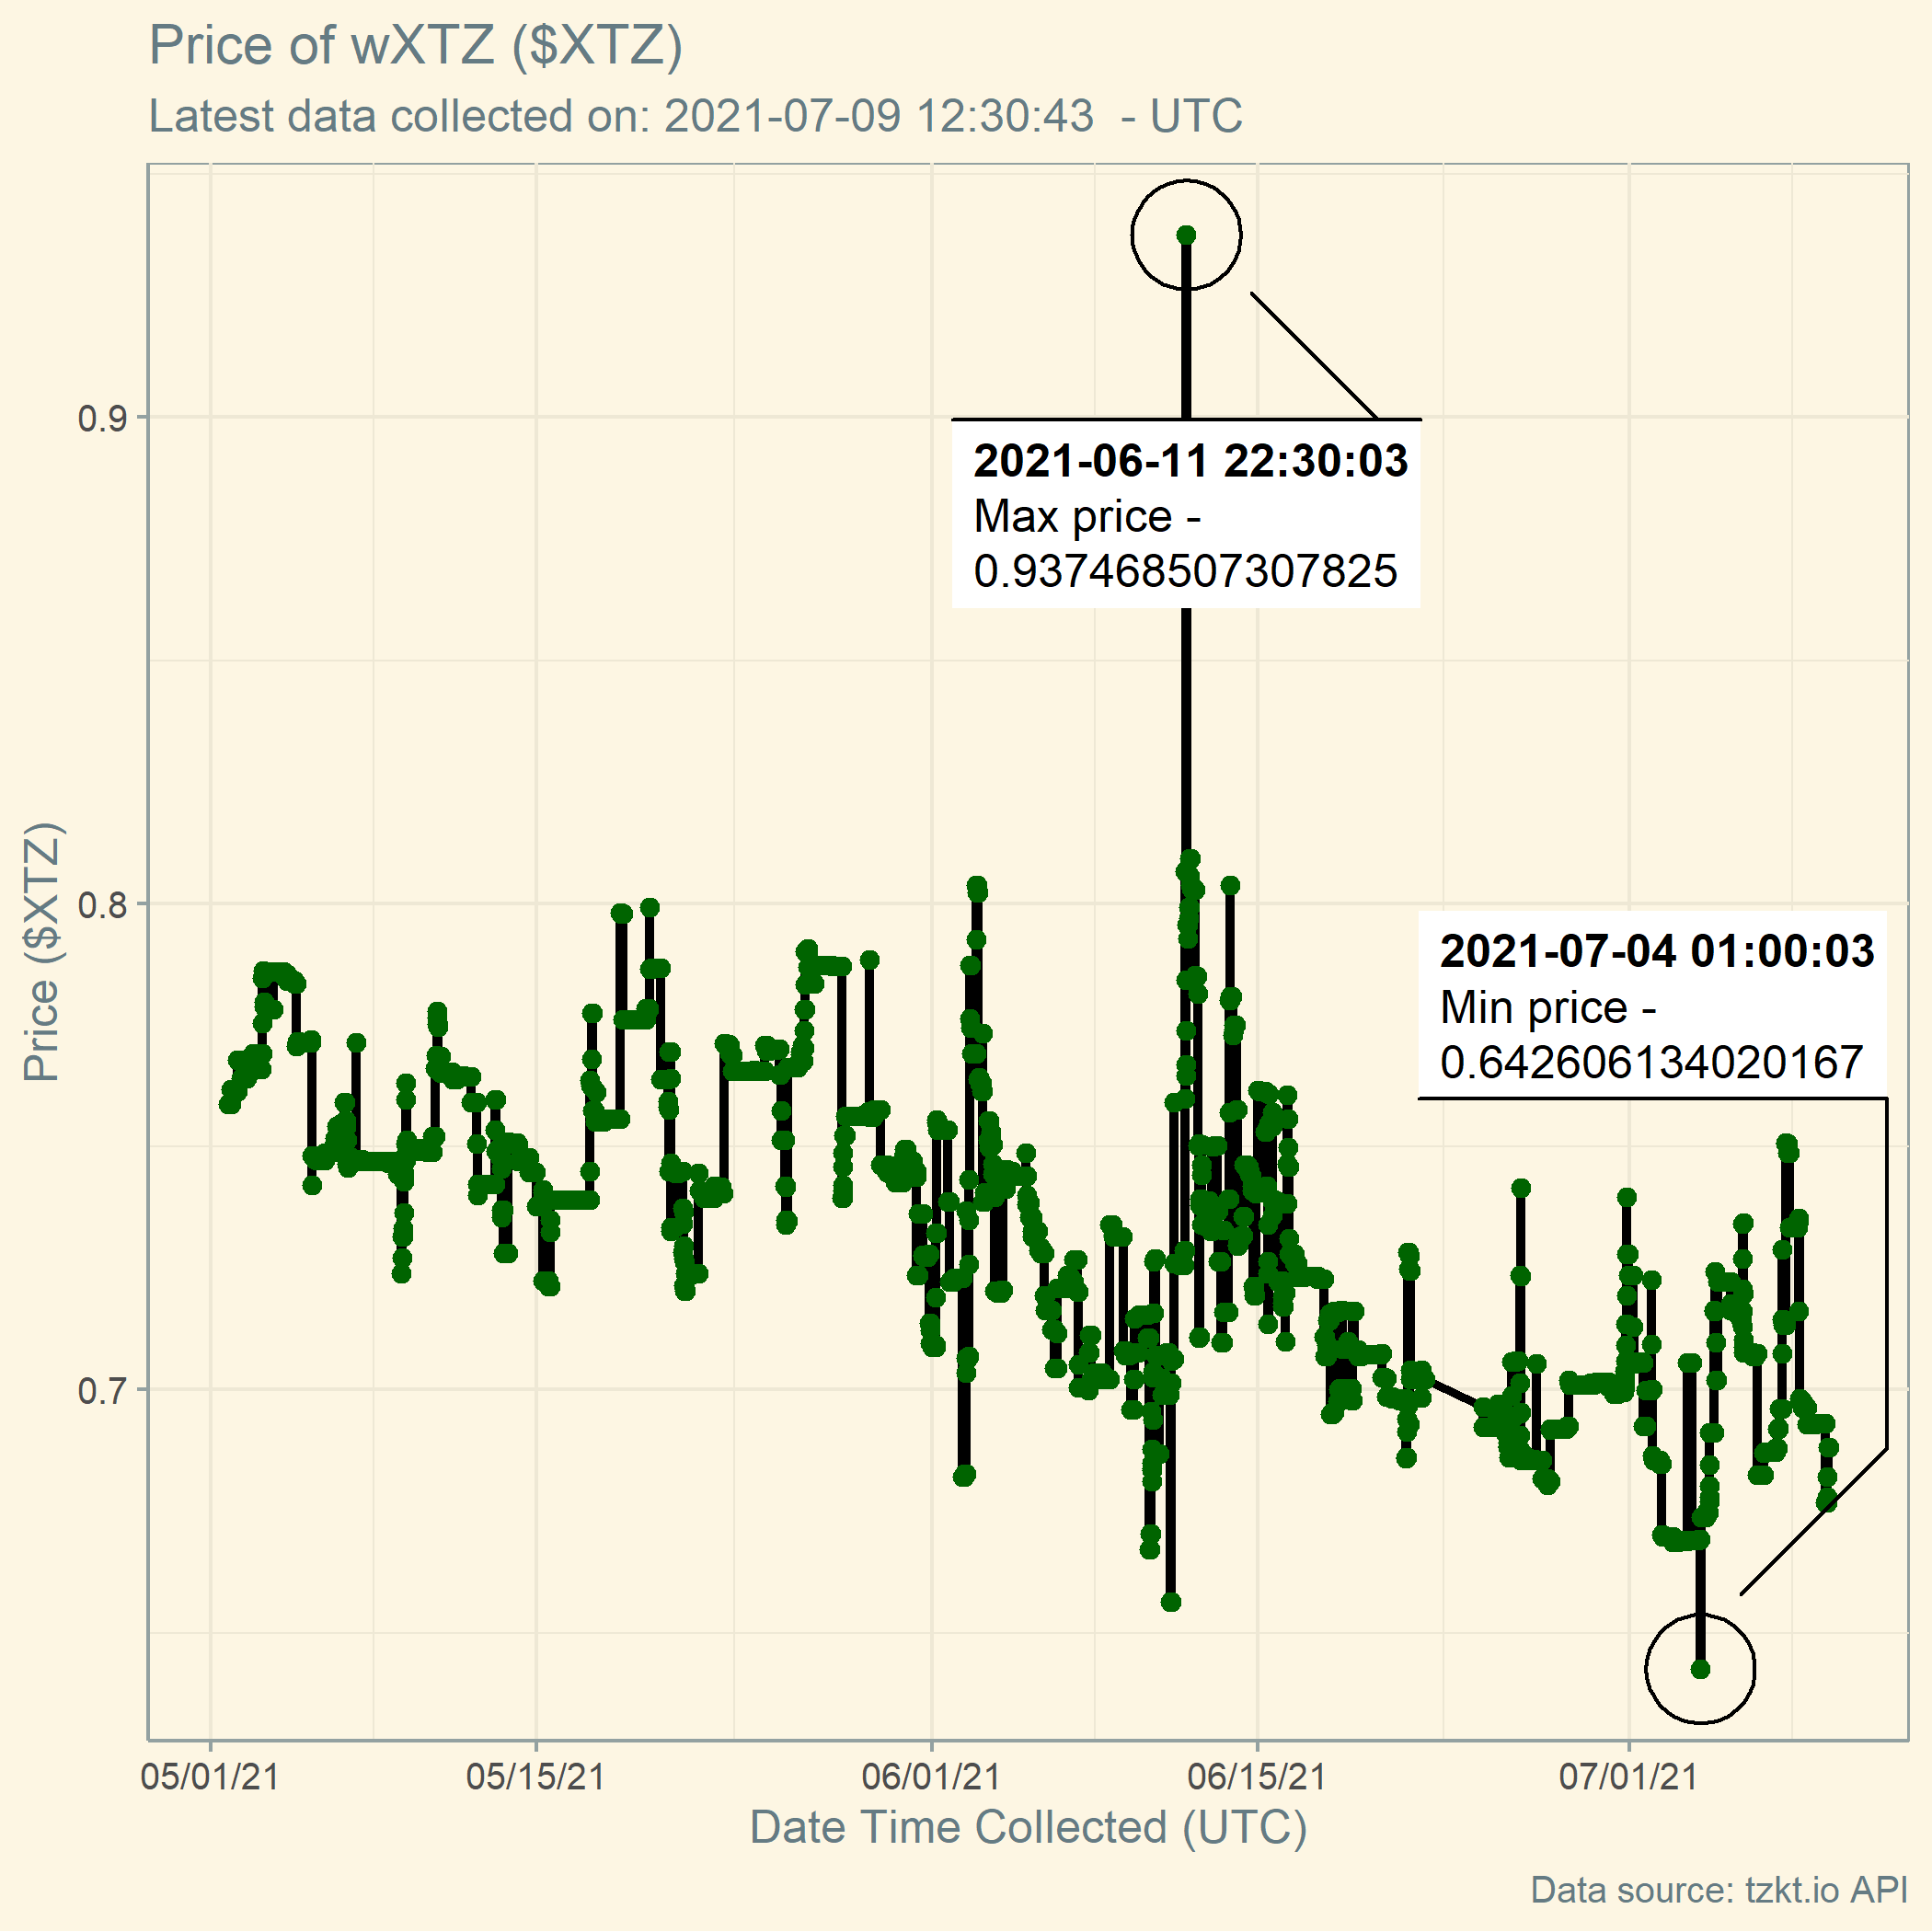 Price of wXTZ ($XTZ)
Latest data collected on: 2021-07-09 12:30:43  - UTC
0.9
2021-06-11 22:30:03
Max price -
0.937468507307825
0.8
2021-07-04 01:00:03
Min price -
0.642606134020167
Price ($XTZ)
0.7
05/01/21 05/15/21 06/01/21 06/15/21 07/01/21
Date Time Collected (UTC)
Data source: tzkt.io API